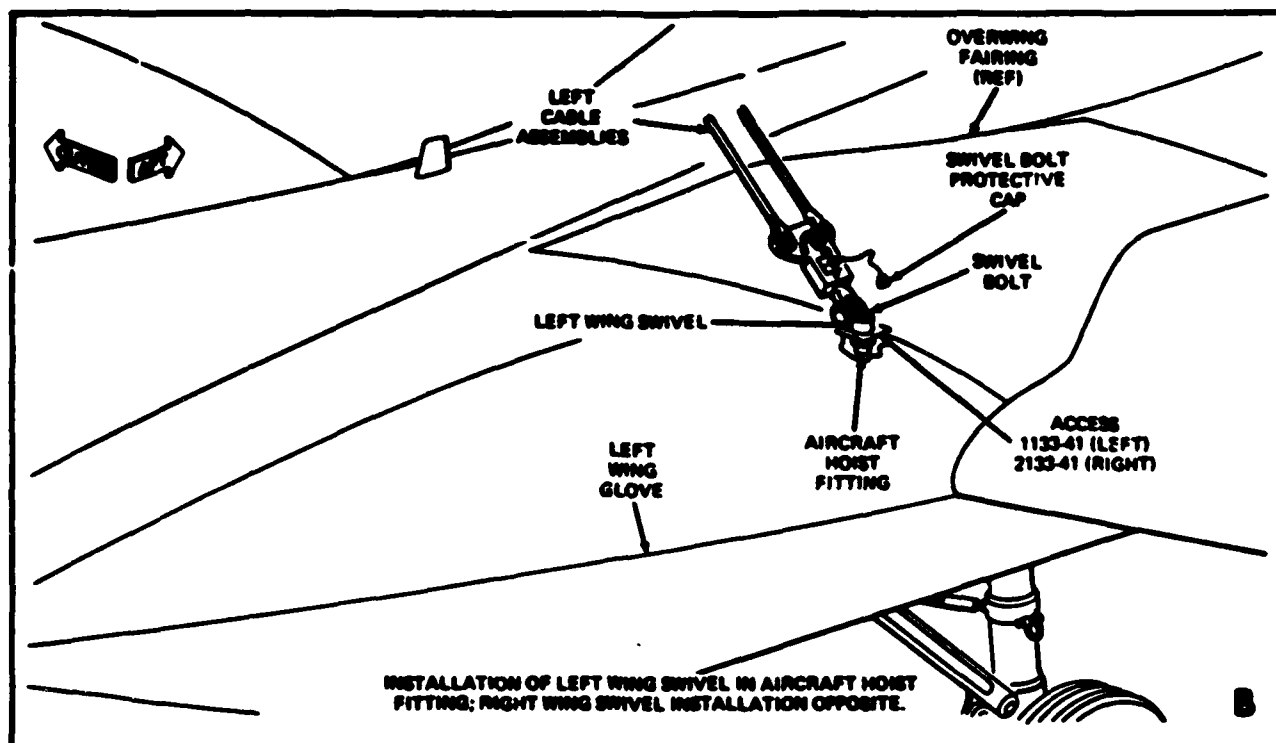 OVERWING
FAIRING
(REF)
LEFT
CABLE
ASSEMBLIES
AFT
SWIVEL BOLT
PROTECTIVE
CAP
SWIVEL
BOLT
LEFT WING SWIVEL
ACCESS
1133-41 (LEFT)
2133-41 (RIGHT)
AIRCRAFT
HOIST
FITTING
LEFT
WING
GLOVE
INSTALLATION OF LEFT WING SWIVEL IN AIRCRAFT HOIST
FITTING; RIGHT WING SWIVEL INSTALLATION OPPOSITE.
B